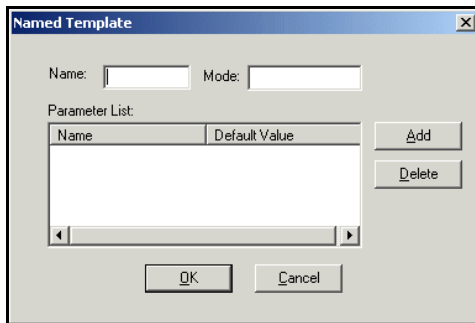 Named Template
Name: Mode:
Parameter List:
Name Default Value
Add
Delete
OK Cancel